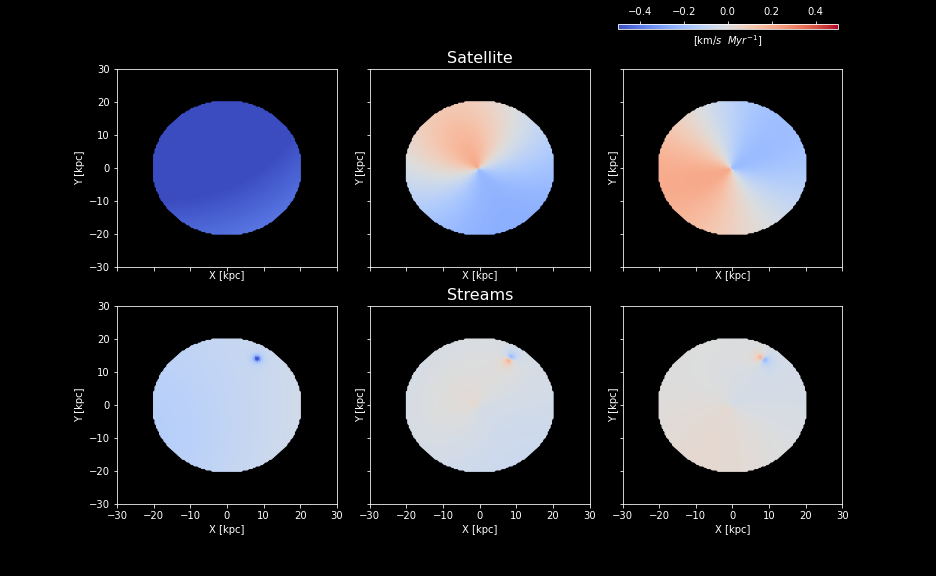 −0.4 −0.2 0.0 0.2 0.4
[km/s Myr⁻¹]
Satellite
30
20
10
0
−10
−20
−30
Y [kpc]
Y [kpc]
Y [kpc]
X [kpc]
X [kpc]
X [kpc]
Streams
30
20
10
0
−10
−20
−30
Y [kpc]
Y [kpc]
Y [kpc]
−30 −20 −10 0 10 20 30
−30 −20 −10 0 10 20 30
−30 −20 −10 0 10 20 30
X [kpc]
X [kpc]
X [kpc]